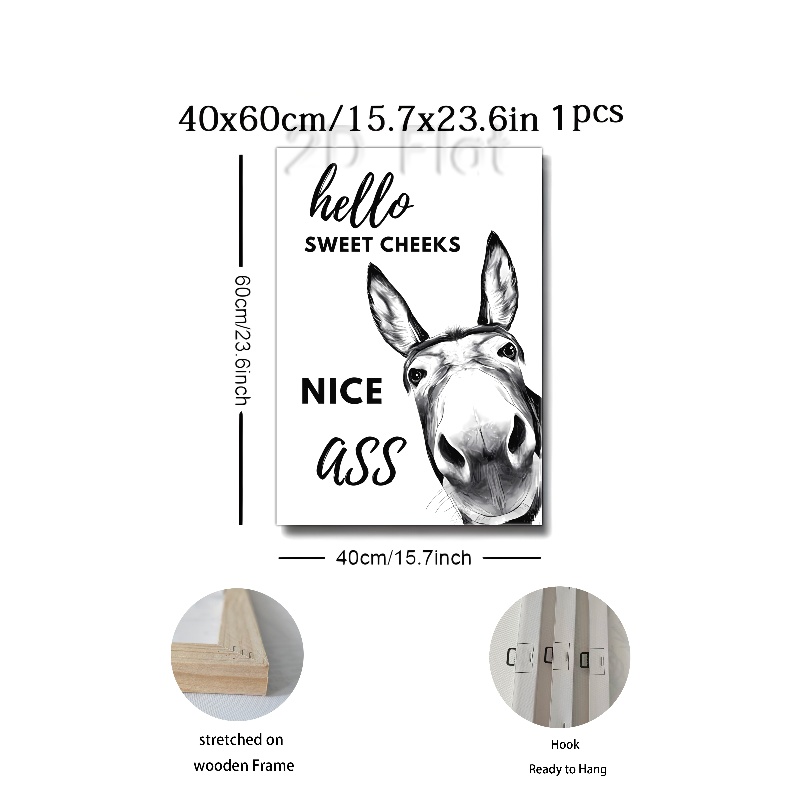 40x60cm/15.7x23.6in 1pcs
2D Flat
hello
SWEET CHEEKS
60cm/23.6inch
NICE
ass
40cm/15.7inch
stretched on
wooden Frame
Hook
Ready to Hang